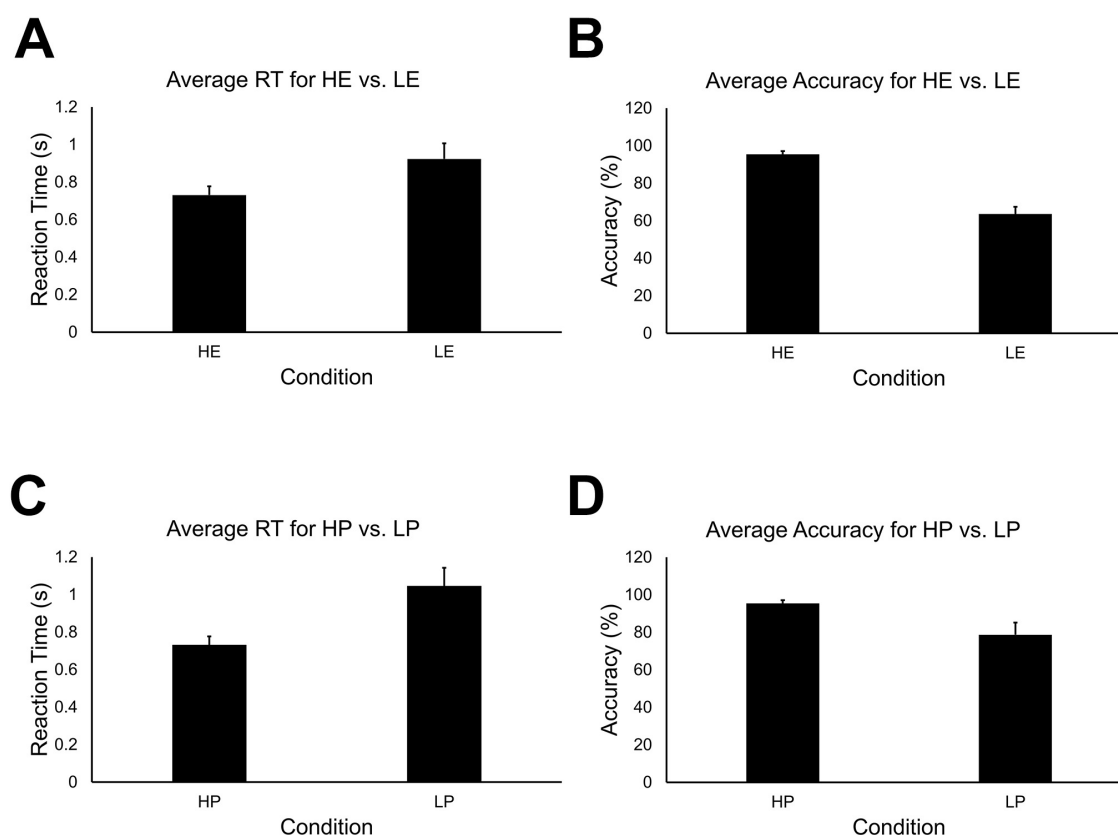 A
Average RT for HE vs. LE
Reaction Time (s)
1.2
1
0.8
0.6
0.4
0.2
0
HE LE
Condition
B
Average Accuracy for HE vs. LE
Accuracy (%)
120
100
80
60
40
20
0
HE LE
Condition
C
Average RT for HP vs. LP
Reaction Time (s)
1.2
1
0.8
0.6
0.4
0.2
0
HP LP
Condition
D
Average Accuracy for HP vs. LP
Accuracy (%)
120
100
80
60
40
20
0
HP LP
Condition